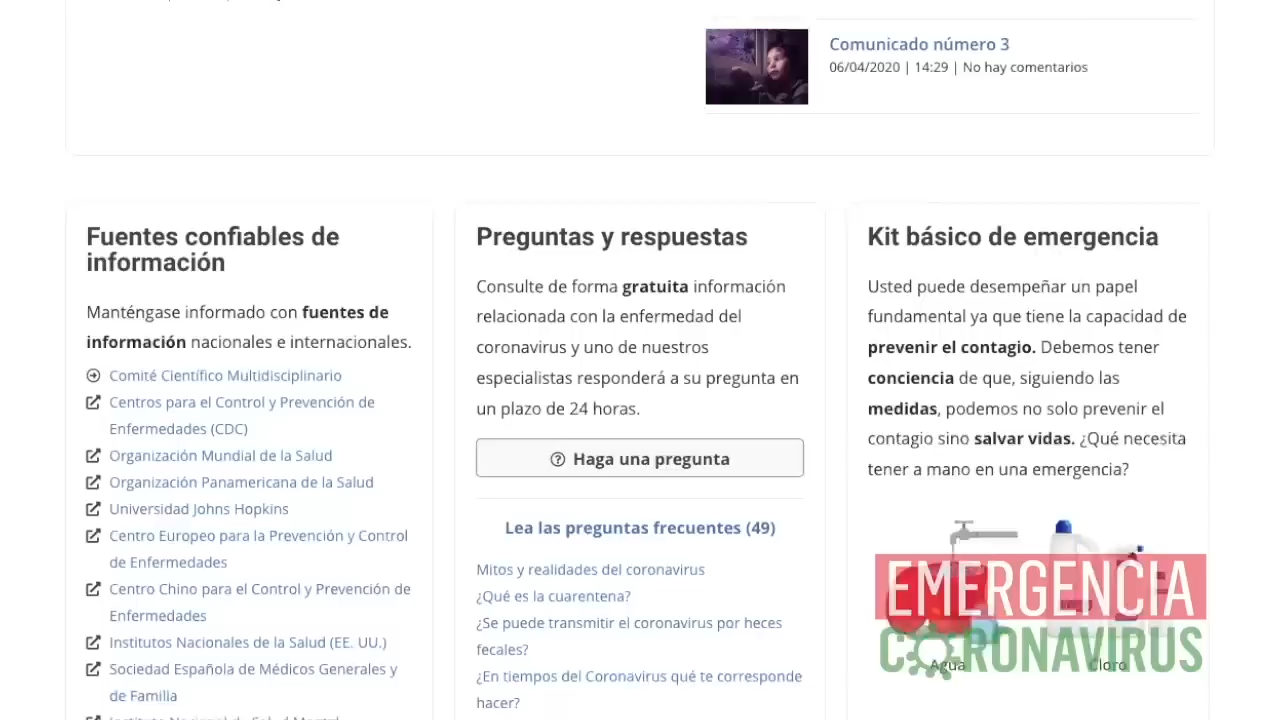 Comunicado número 3
06/04/2020 | 14:29 | No hay comentarios
Fuentes confiables de
información
Manténgase informado con fuentes de
información nacionales e internacionales.
Comité Científico Multidisciplinario
Centros para el Control y Prevención de
Enfermedades (CDC)
Organización Mundial de la Salud
Organización Panamericana de la Salud
Universidad Johns Hopkins
Centro Europeo para la Prevención y Control
de Enfermedades
Centro Chino para el Control y Prevención de
Enfermedades
Institutos Nacionales de la Salud (EE. UU.)
Sociedad Española de Médicos Generales y
de Familia
Preguntas y respuestas
Consulte de forma gratuita información
relacionada con la enfermedad del
coronavirus y uno de nuestros
especialistas responderá a su pregunta en
un plazo de 24 horas.
Haga una pregunta
Lea las preguntas frecuentes (49)
Mitos y realidades del coronavirus
¿Qué es la cuarentena?
¿Se puede transmitir el coronavirus por heces
fecales?
¿En tiempos del Coronavirus qué te corresponde
hacer?
Kit básico de emergencia
Usted puede desempeñar un papel
fundamental ya que tiene la capacidad de
prevenir el contagio. Debemos tener
conciencia de que, siguiendo las
medidas, podemos no solo prevenir el
contagio sino salvar vidas. ¿Qué necesita
tener a mano en una emergencia?
EMERGENCIA
CORONAVIRUS
Agua
Cloro